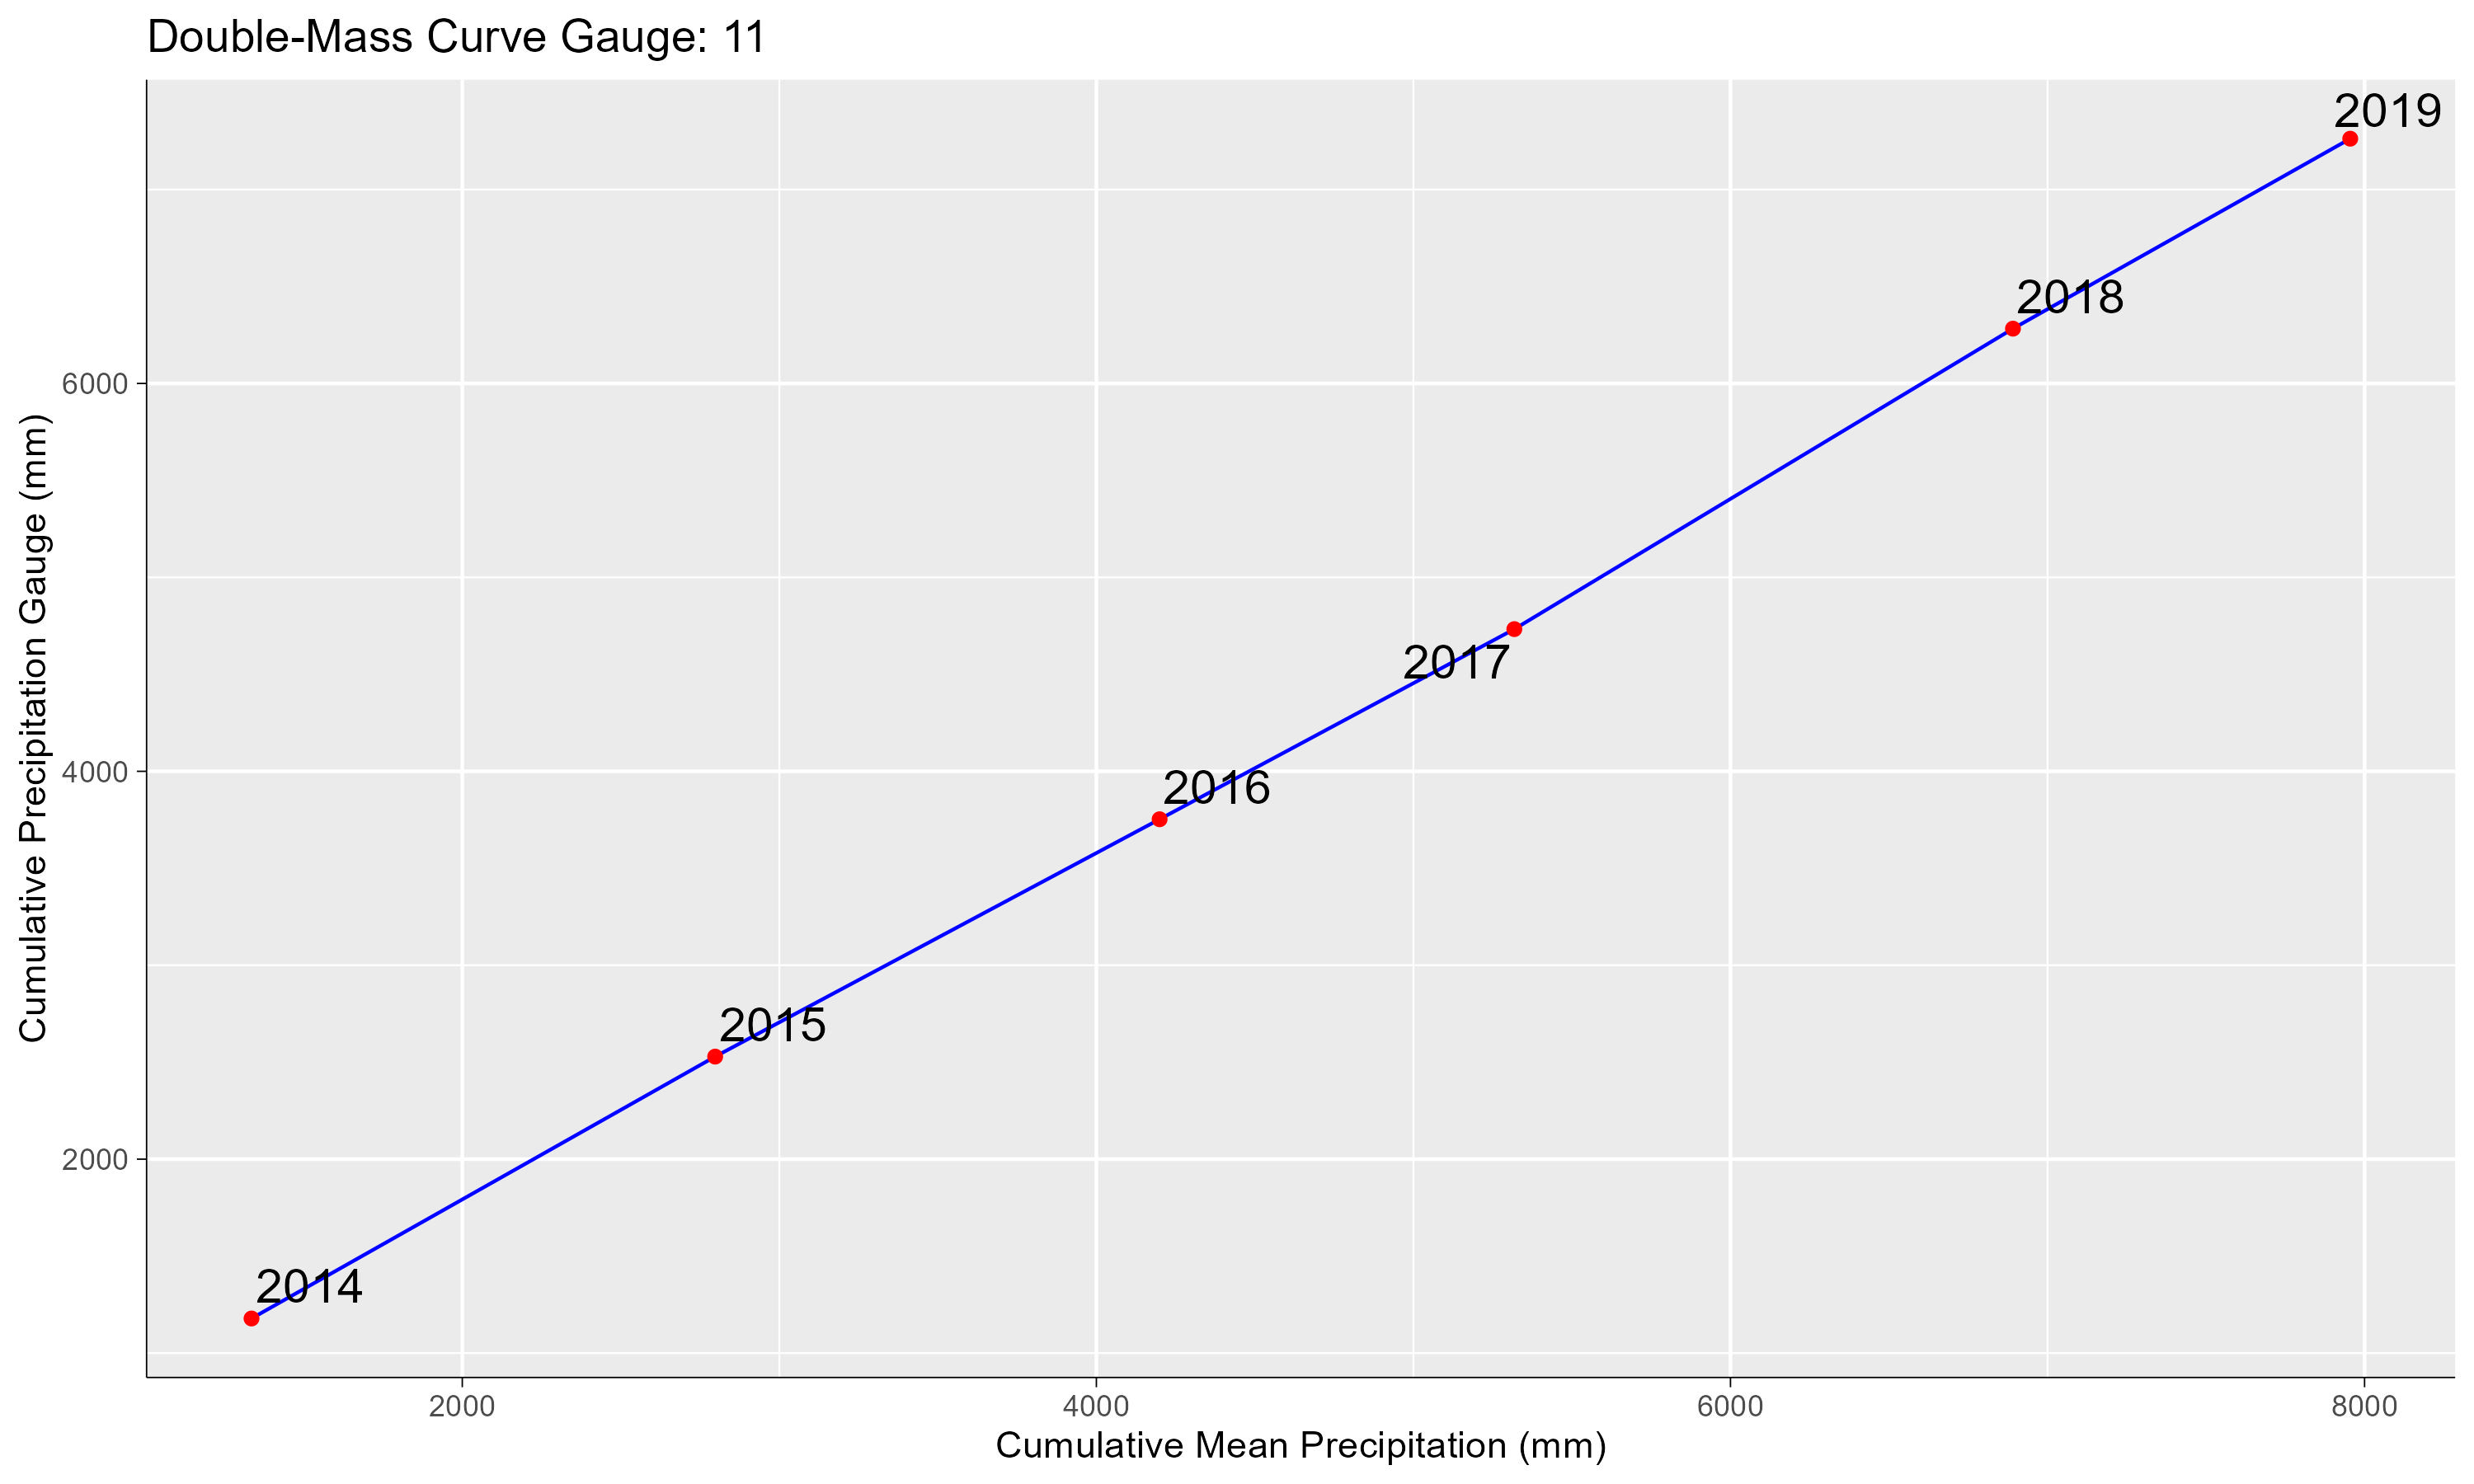 Double-Mass Curve Gauge: 11
2019
2018
6000
2017
2016
4000
2015
2000
2014
Cumulative Precipitation Gauge (mm)
2000 4000 6000 8000
Cumulative Mean Precipitation (mm)